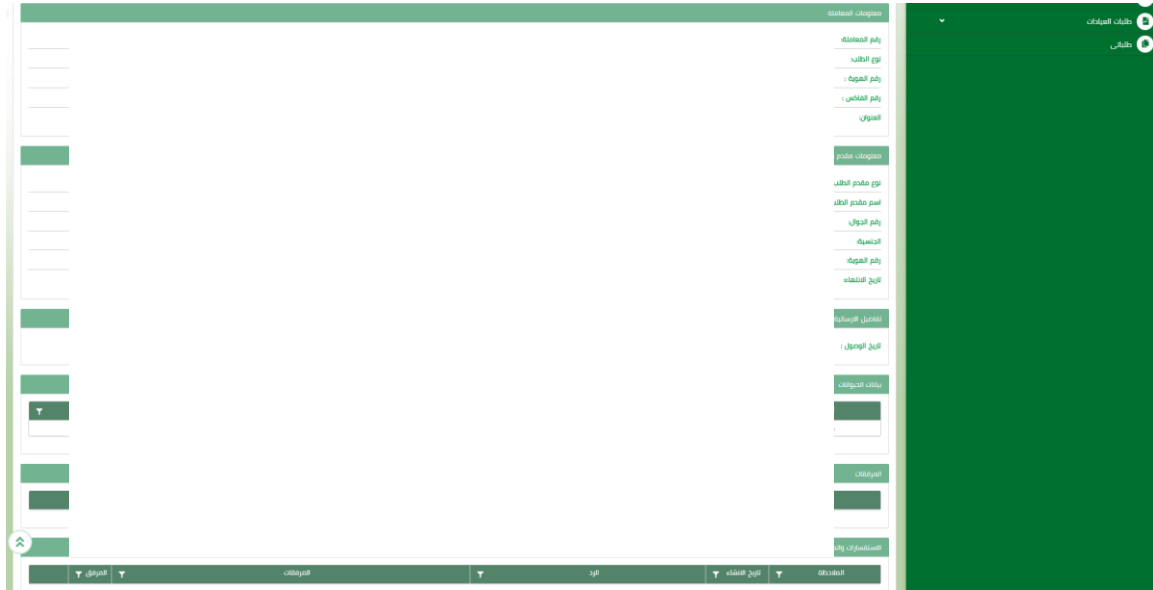 طلبات العيادات
طلباتي
معلومات المعاملة
رقم المعاملة:
نوع الطلب:
رقم الهوية :
رقم الفاكس :
العنوان:
معلومات مقدم
نوع مقدم الطلب
اسم مقدم الطلب
رقم الجوال:
الجنسية:
رقم الهوية:
تاريخ الانتهاء:
تفاصيل الارسالية
تاريخ الوصول :
بيانات الحيوانات
المرفقات
الاستفسارات
الملاحظة تاريخ الانشاء الرد المرفقات المرفق